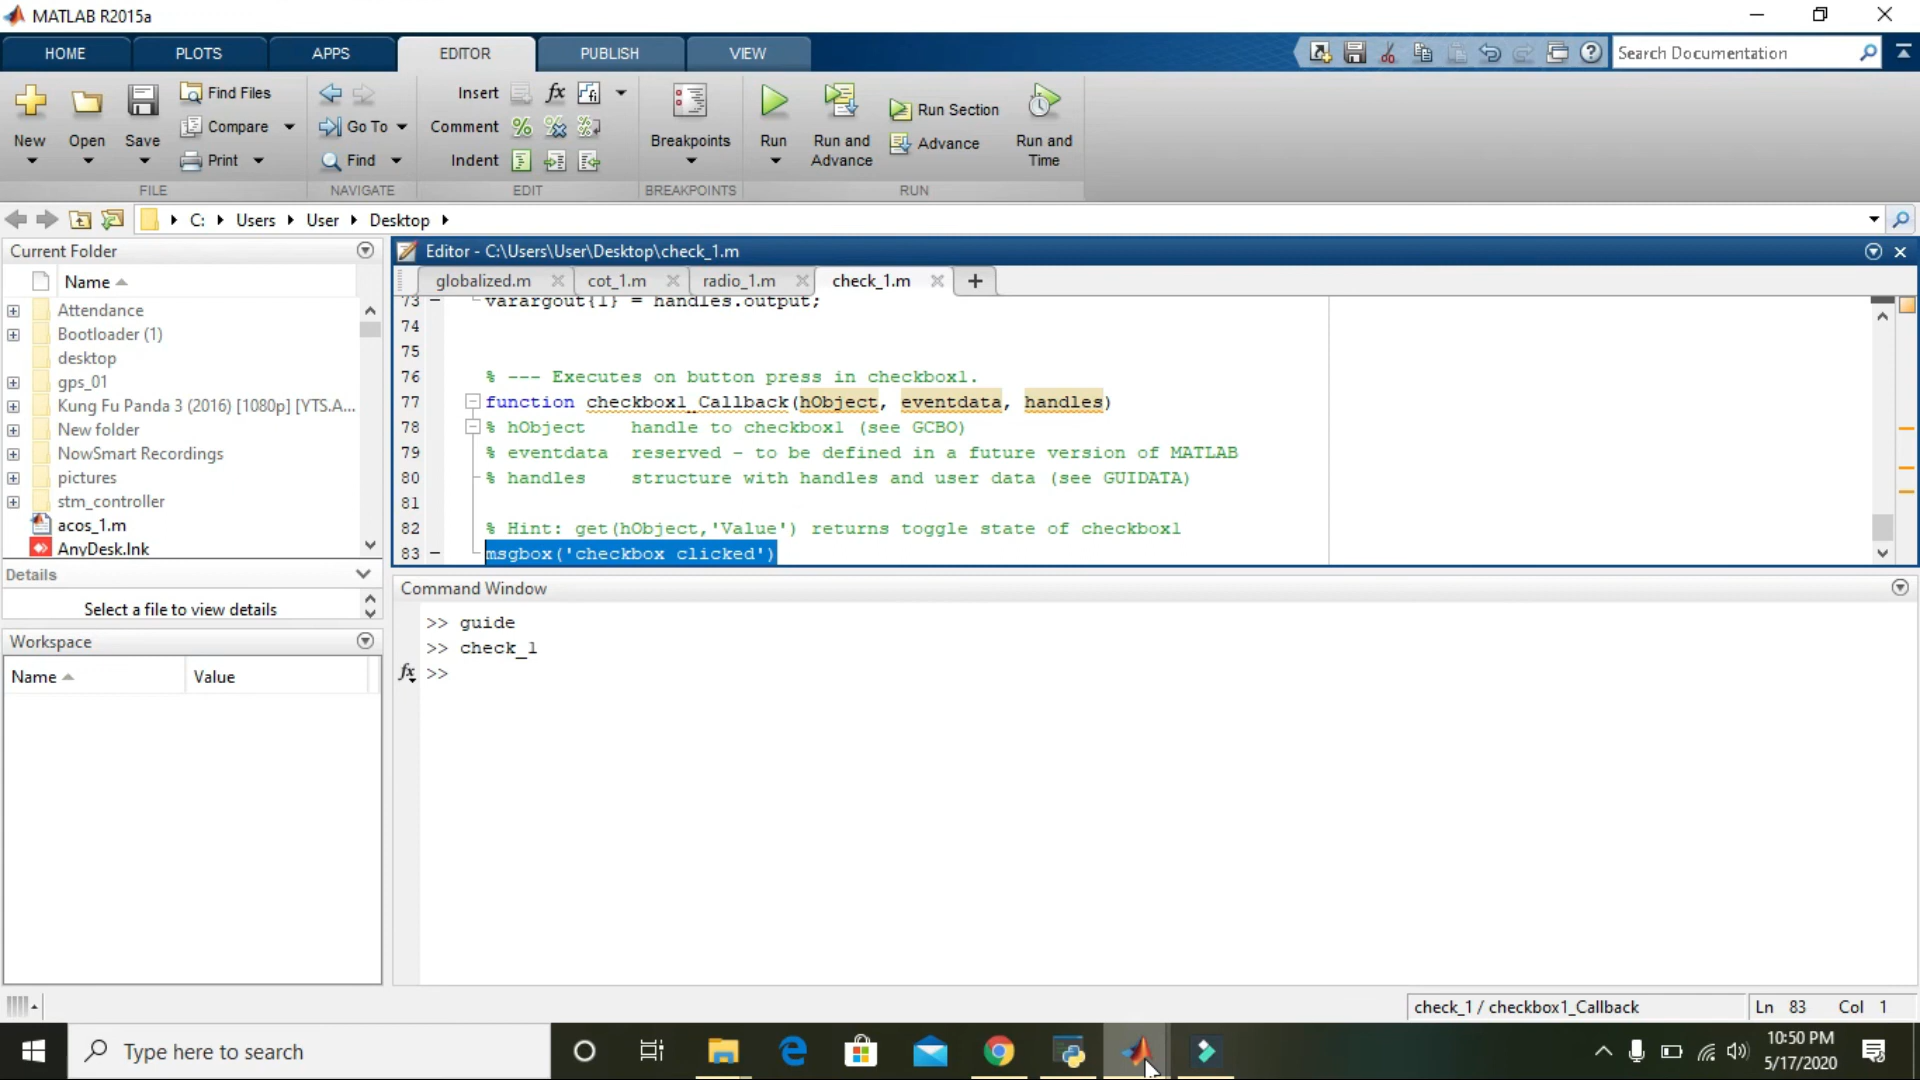 MATLAB R2015a
HOME PLOTS APPS EDITOR PUBLISH VIEW Search Documentation
New Open Save Find Files Compare Print
Go To Find
Insert Comment Indent
Breakpoints
Run Run and Advance Run Section Advance Run and Time
FILE NAVIGATE EDIT BREAKPOINTS RUN
C: Users User Desktop
Current Folder
Name
Attendance
Bootloader (1)
desktop
gps_01
Kung Fu Panda 3 (2016) [1080p] [YTS.A...
New folder
NowSmart Recordings
pictures
stm_controller
acos_1.m
AnyDesk.lnk
Details
Select a file to view details
Workspace
Name Value
Editor - C:\Users\User\Desktop\check_1.m
globalized.m cot_1.m radio_1.m check_1.m
73 varargout{1} = handles.output;
74
75
76 % --- Executes on button press in checkbox1.
77 function checkbox1_Callback(hObject, eventdata, handles)
78 % hObject    handle to checkbox1 (see GCBO)
79 % eventdata  reserved - to be defined in a future version of MATLAB
80 % handles    structure with handles and user data (see GUIDATA)
81
82 % Hint: get(hObject,'Value') returns toggle state of checkbox1
83 msgbox('checkbox clicked')
Command Window
>> guide
>> check_1
fx >>
check_1 / checkbox1_Callback Ln 83 Col 1
Type here to search
10:50 PM
5/17/2020